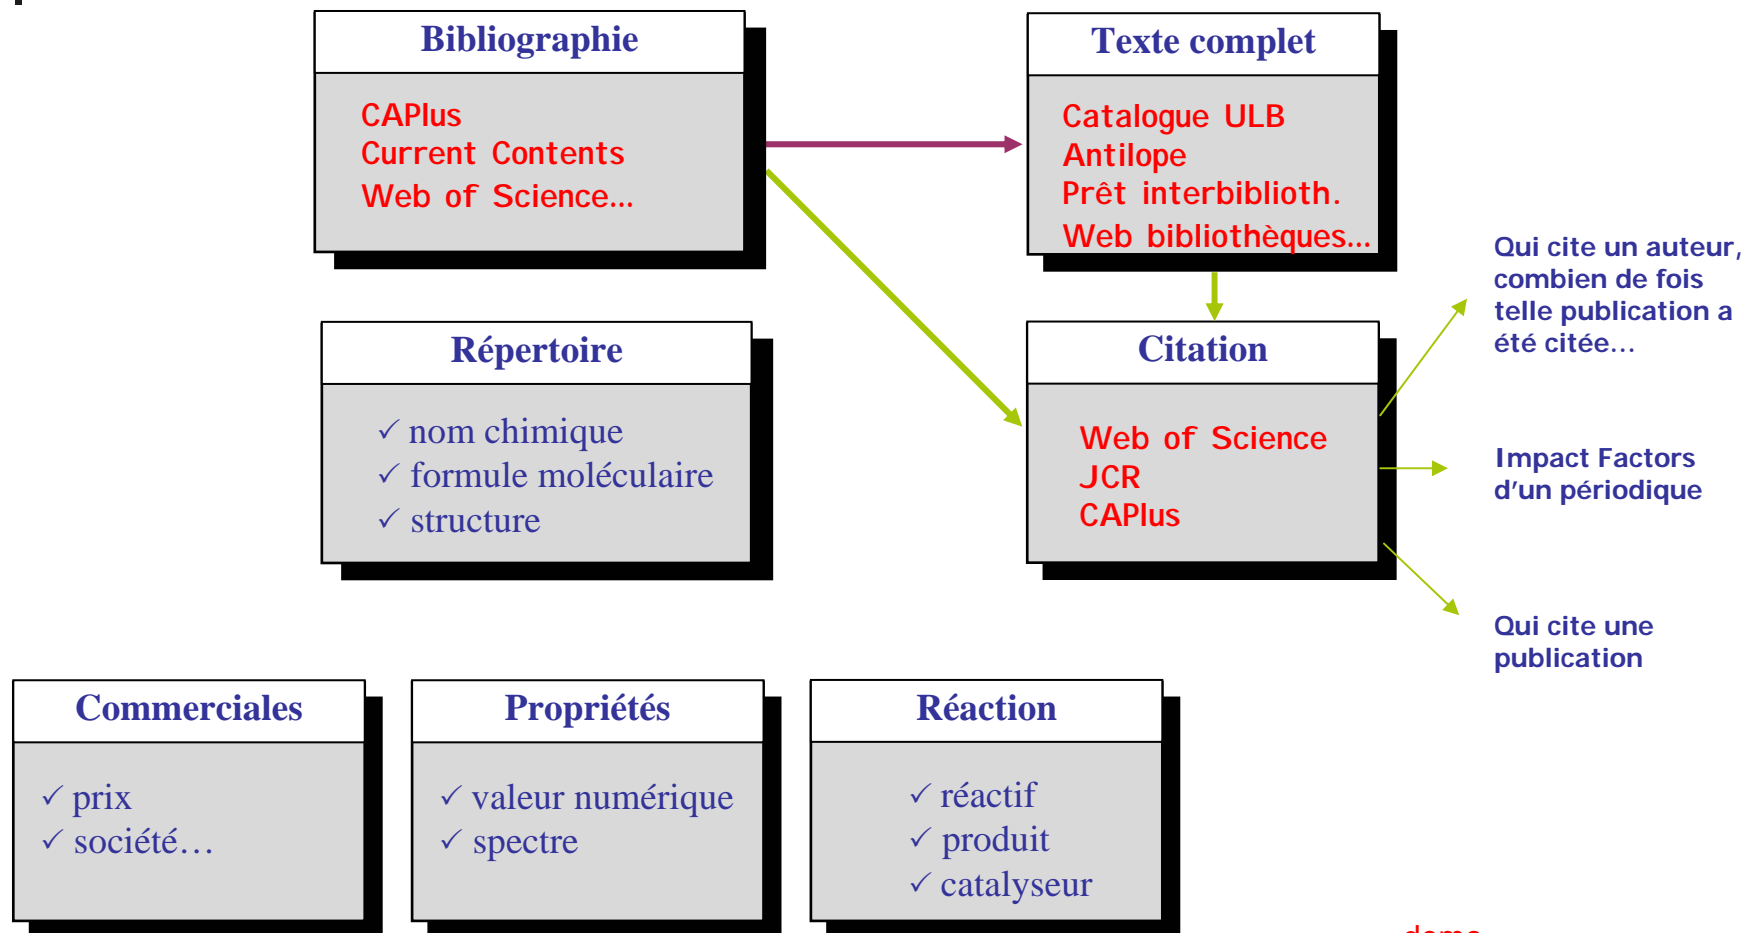 Bibliographie
CAPlus
Current Contents
Web of Science...
Texte complet
Catalogue ULB
Antilope
Prêt interbiblioth.
Web bibliothèques...
Répertoire
✓ nom chimique
✓ formule moléculaire
✓ structure
Citation
Web of Science
JCR
CAPlus
Qui cite un auteur,
combien de fois
telle publication a
été citée...
Impact Factors
d'un périodique
Qui cite une
publication
Commerciales
✓ prix
✓ société...
Propriétés
✓ valeur numérique
✓ spectre
Réaction
✓ réactif
✓ produit
✓ catalyseur